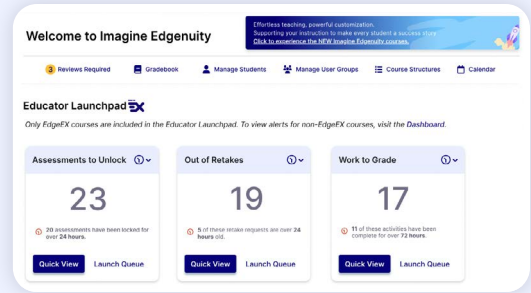 Welcome to Imagine Edgenuity
Effortless teaching, powerful customization.
Supporting your instruction to make every student a success story.
Click to experience the NEW Imagine Edgenuity courses.
3 Reviews Required
Gradebook
Manage Students
Manage User Groups
Course Structures
Calendar
Educator Launchpad EX
Only EdgeEX courses are included in the Educator Launchpad. To view alerts for non-EdgeEX courses, visit the Dashboard.
Assessments to Unlock
23
20 assessments have been locked for
over 24 hours.
Quick View Launch Queue
Out of Retakes
19
5 of these retake requests are over 24
hours old.
Quick View Launch Queue
Work to Grade
17
11 of these activities have been
complete for over 72 hours.
Quick View Launch Queue